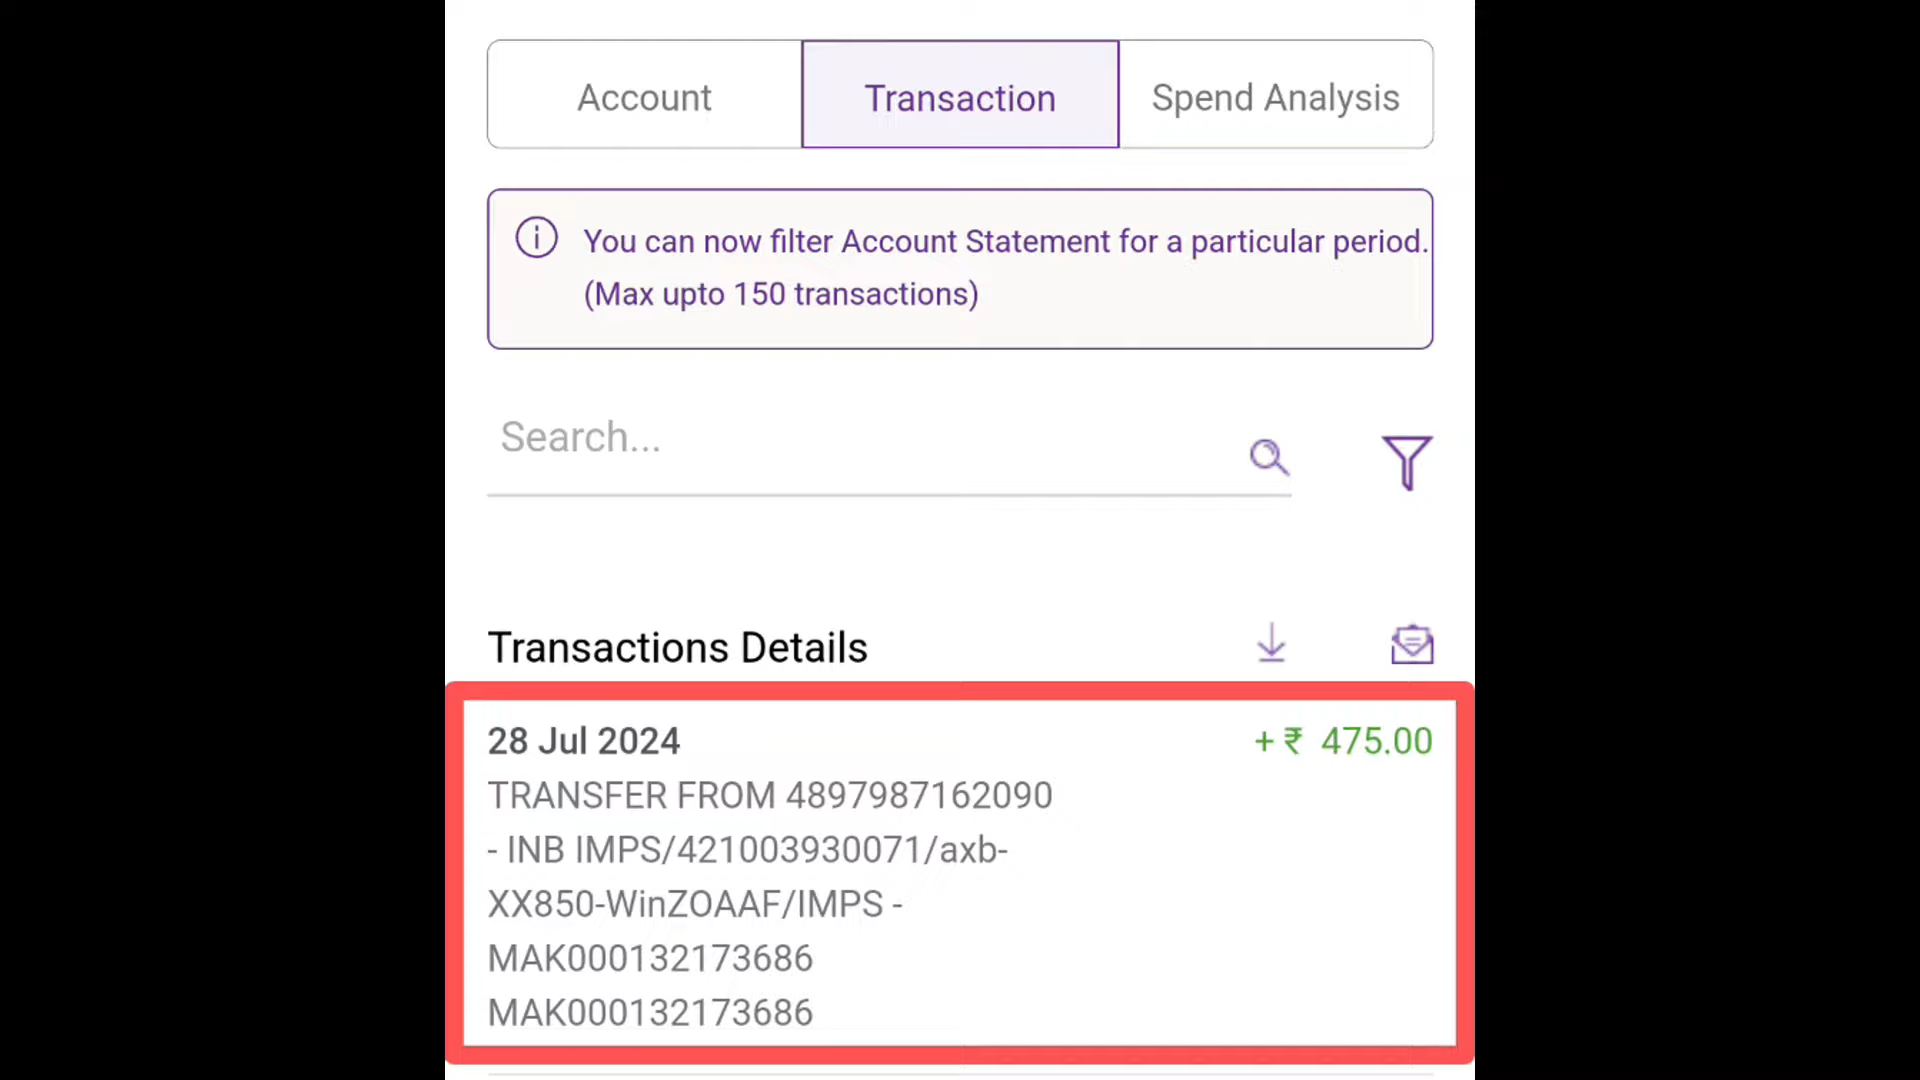 Account
Transaction
Spend Analysis
You can now filter Account Statement for a particular period.
(Max upto 150 transactions)
Search...
Transactions Details
28 Jul 2024
+ ₹ 475.00
TRANSFER FROM 4897987162090
- INB IMPS/421003930071/axb-
XX850-WinZOAAF/IMPS -
MAK000132173686
MAK000132173686